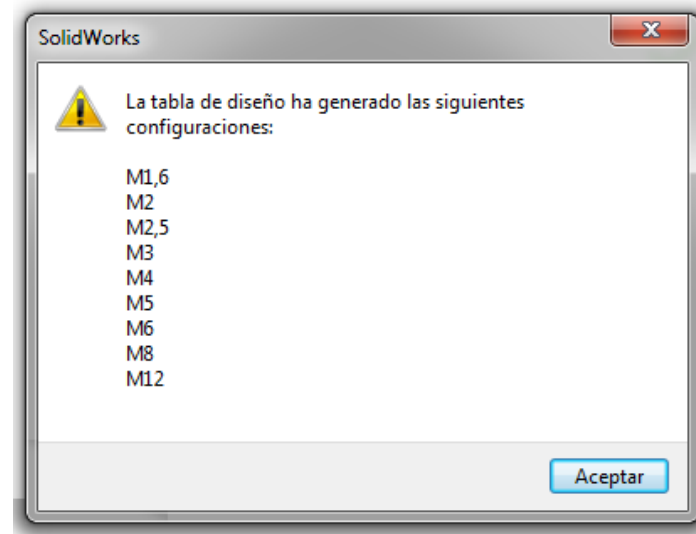 SolidWorks
La tabla de diseño ha generado las siguientes
configuraciones:
M1,6
M2
M2,5
M3
M4
M5
M6
M8
M12
Aceptar